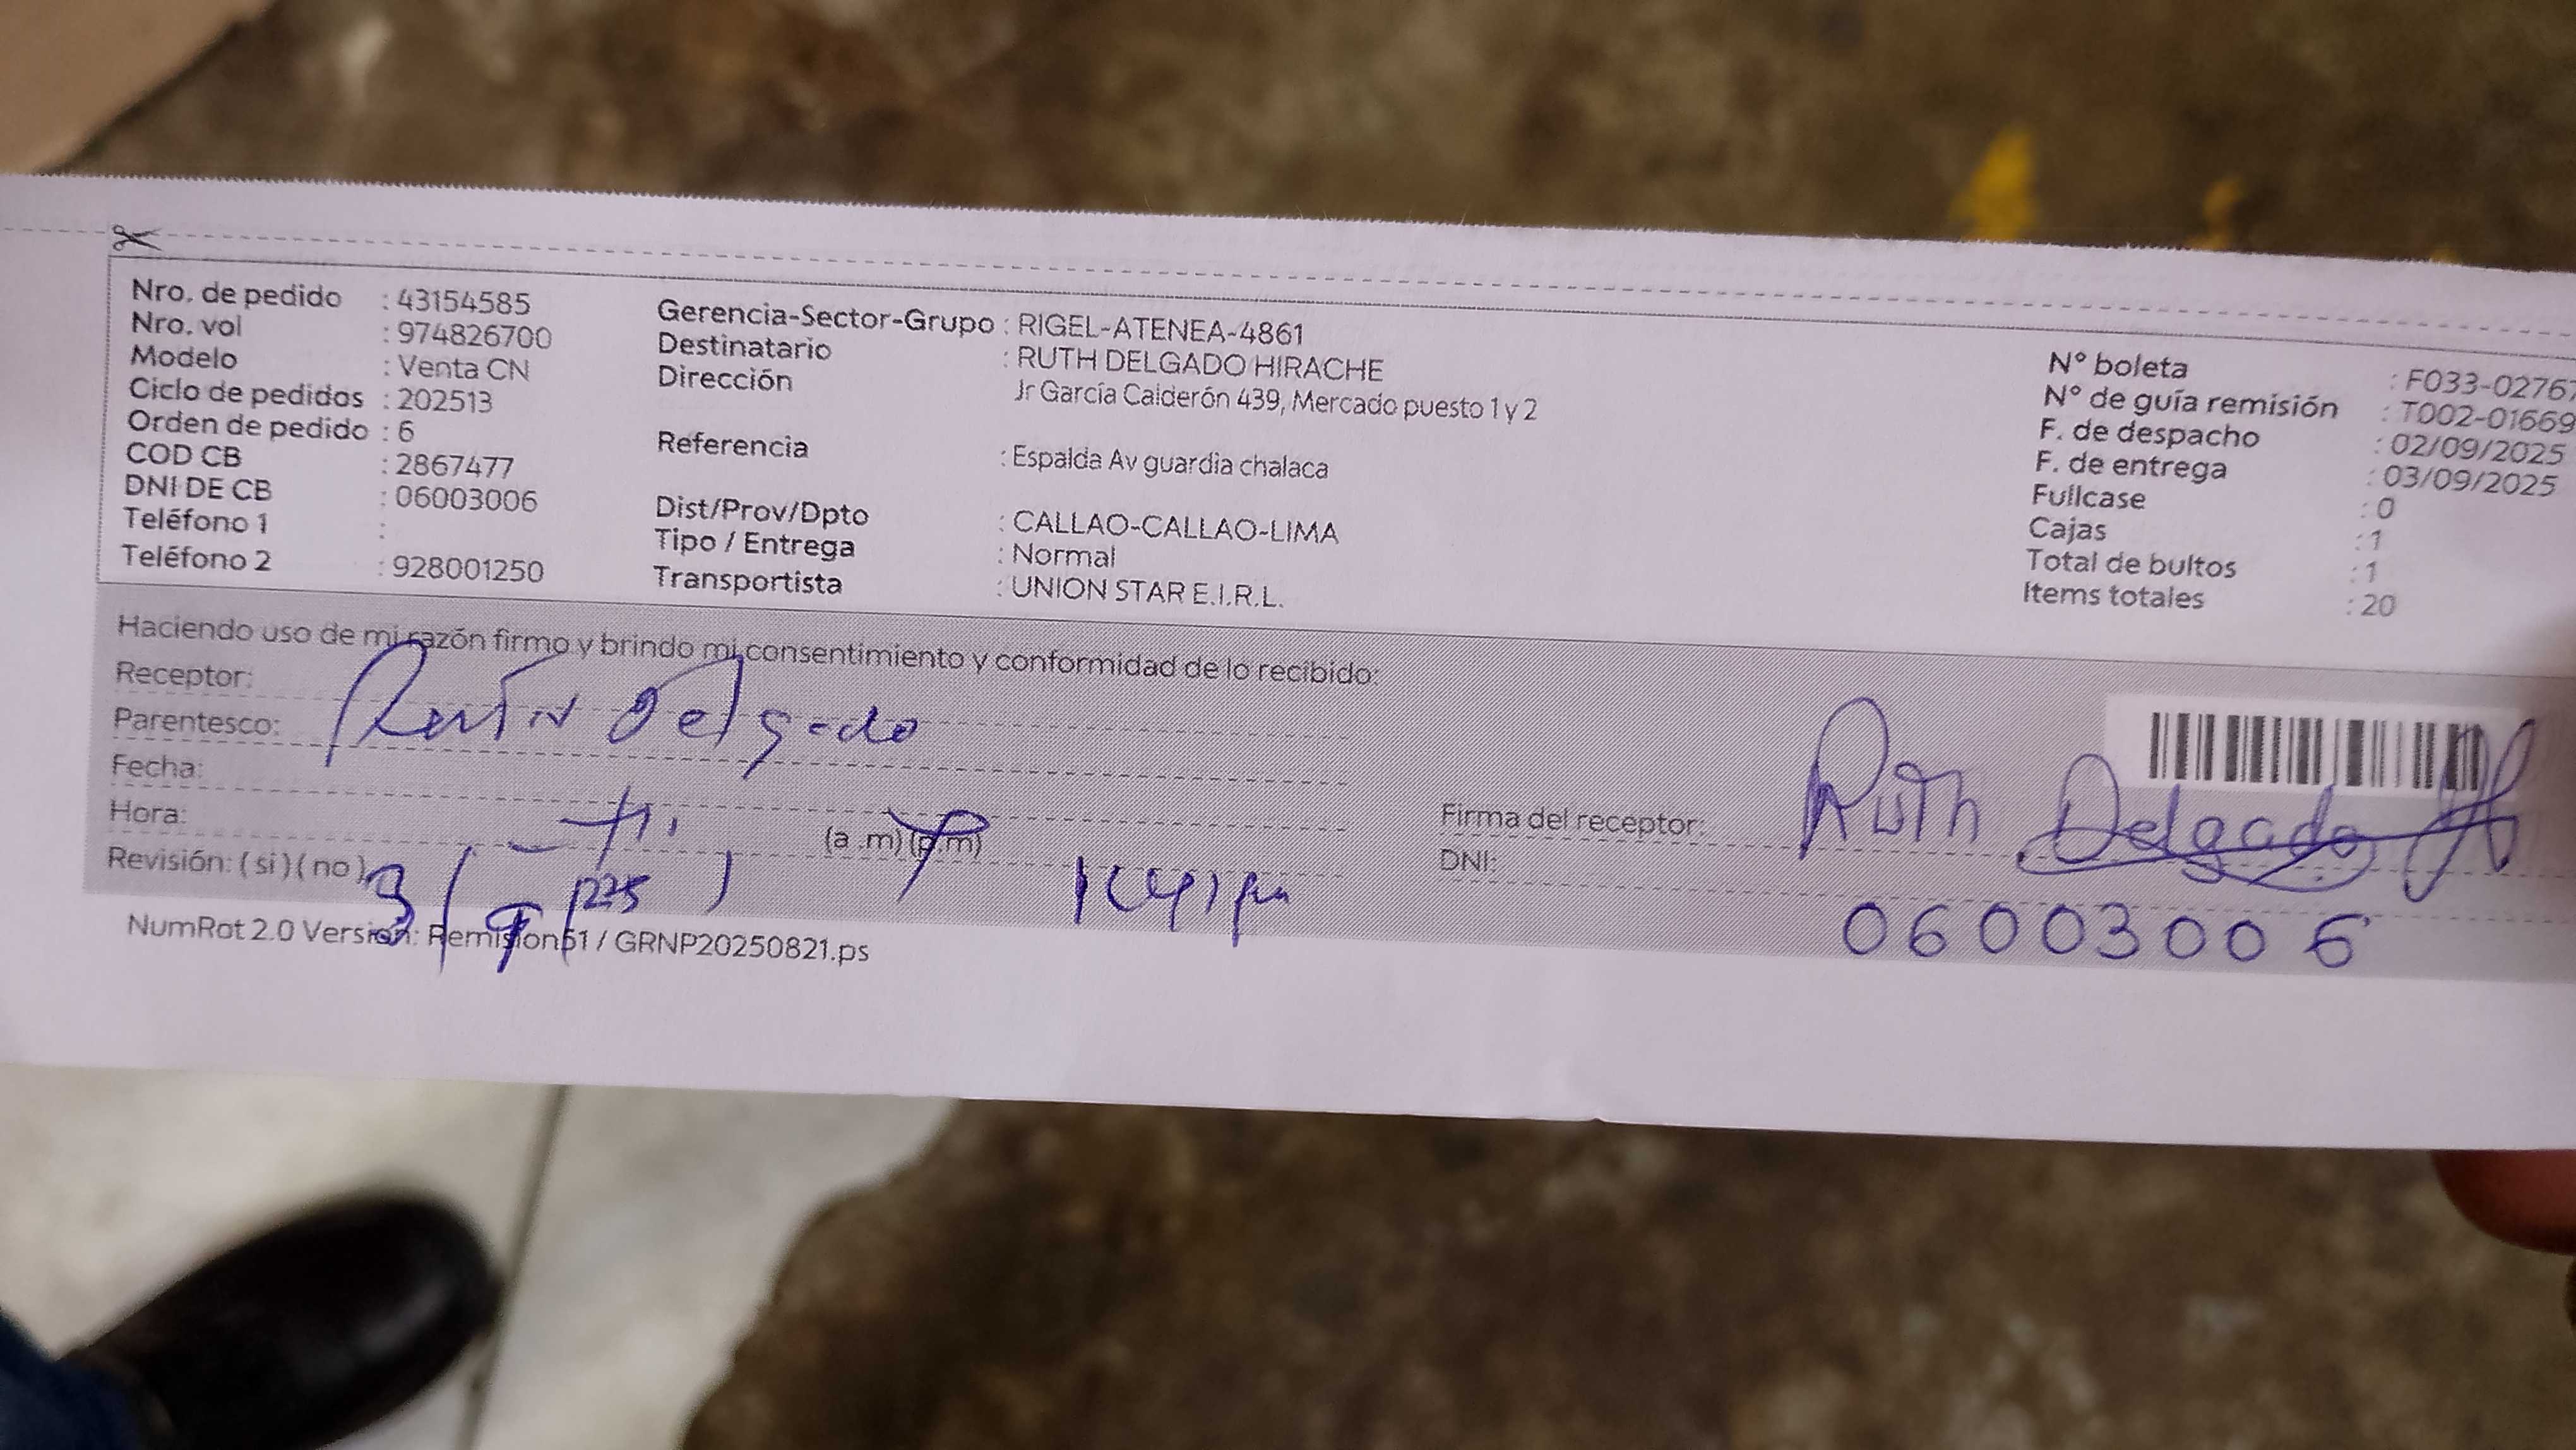 Nro. de pedido : 43154585
Nro. vol : 974826700
Modelo : Venta CN
Ciclo de pedidos : 202513
Orden de pedido : 6
COD CB : 2867477
DNI DE CB : 06003006
Teléfono 1 :
Teléfono 2 : 928001250
Gerencia-Sector-Grupo : RIGEL-ATENEA-4861
Destinatario : RUTH DELGADO HIRACHE
Dirección Jr García Calderón 439, Mercado puesto 1 y 2
Referencia : Espalda Av guardia chalaca
Dist/Prov/Dpto : CALLAO-CALLAO-LIMA
Tipo / Entrega : Normal
Transportista : UNION STAR E.I.R.L.
N° boleta : F033-02767
N° de guía remisión : T002-01669
F. de despacho : 02/09/2025
F. de entrega : 03/09/2025
Fullcase : 0
Cajas : 1
Total de bultos : 1
Items totales : 20
Haciendo uso de mi razón firmo y brindo mi consentimiento y conformidad de lo recibido:
Receptor:
Parentesco: Delgado
Fecha:
Hora: (a .m) (p.m)
Revisión: (si) (no)
Firma del receptor: Ruth Delgado H
DNI: 06003006
NumRot 2.0 Version: Remision51 / GRNP20250821.ps